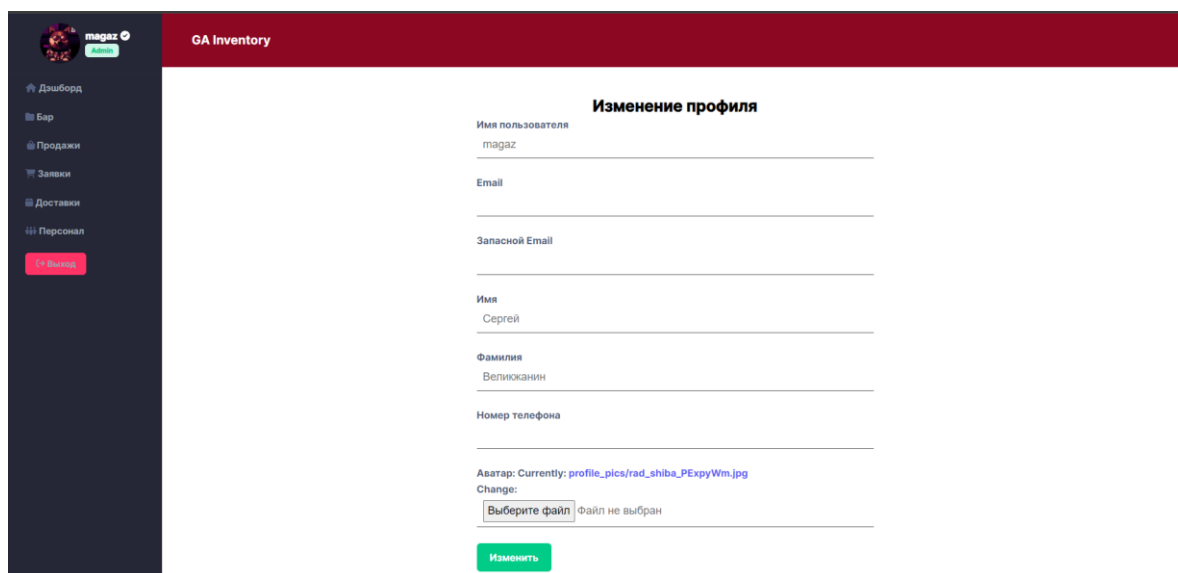 magaz
Admin
GA Inventory
Дэшборд
Бар
Продажи
Заявки
Доставки
Персонал
Выход
Изменение профиля
Имя пользователя
magaz
Email
Запасной Email
Имя
Сергей
Фамилия
Великжанин
Номер телефона
Аватар: Currently: profile_pics/rad_shiba_PExpyWm.jpg
Change:
Выберите файл Файл не выбран
Изменить